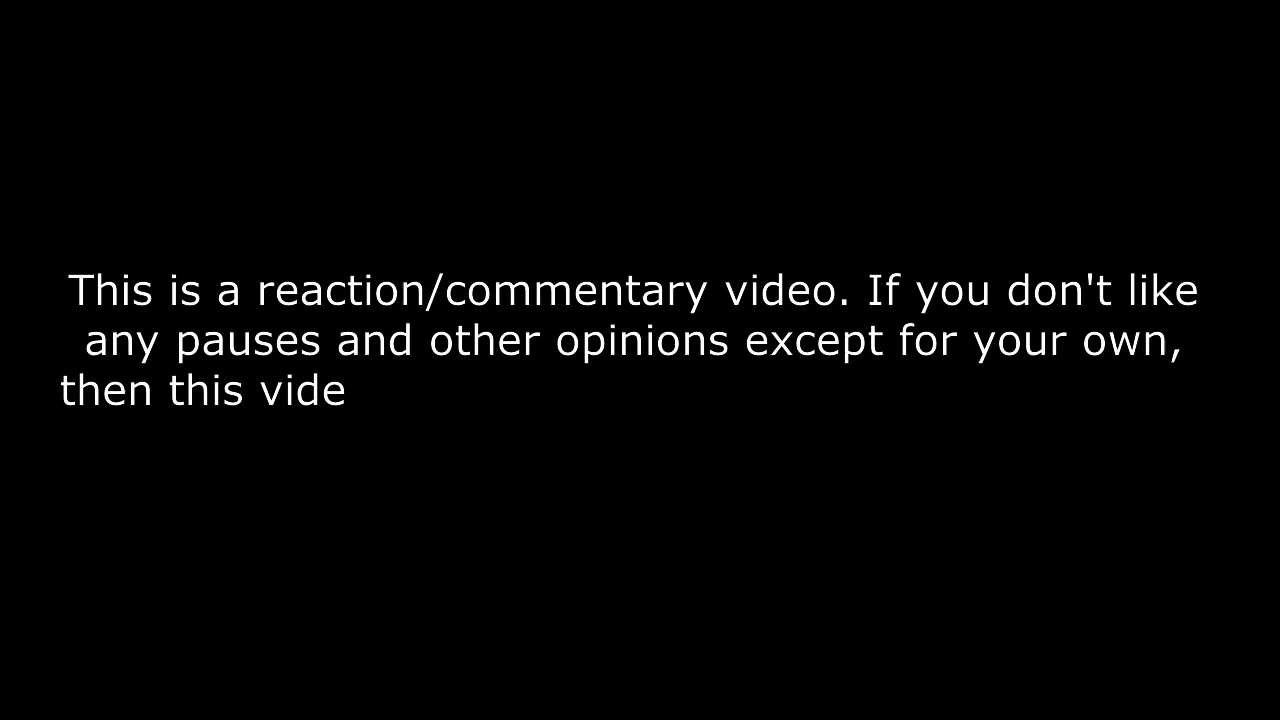 This is a reaction/commentary video. If you don't like
any pauses and other opinions except for your own,
then this vide